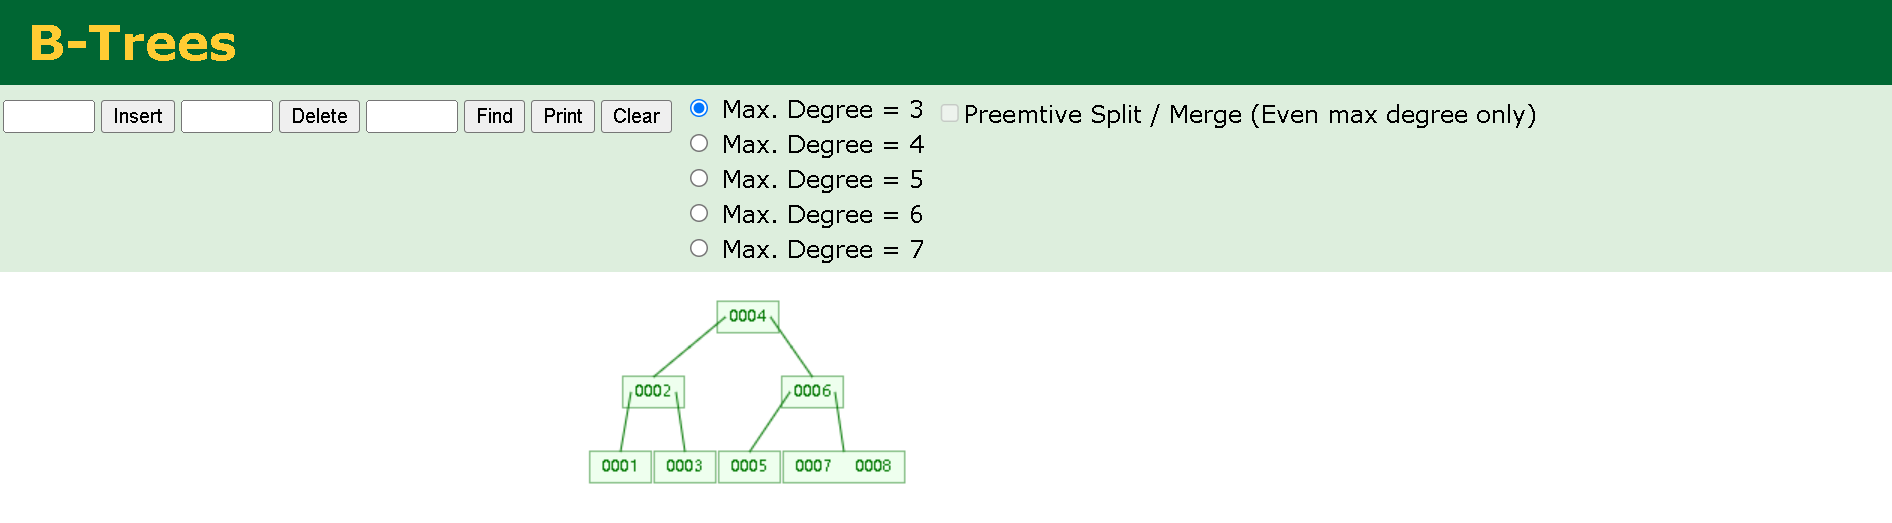 B-Trees
Insert Delete Find Print Clear Max. Degree = 3 Preemtive Split / Merge (Even max degree only)
Max. Degree = 4
Max. Degree = 5
Max. Degree = 6
Max. Degree = 7
0004
0002 0006
0001 0003 0005 0007 0008